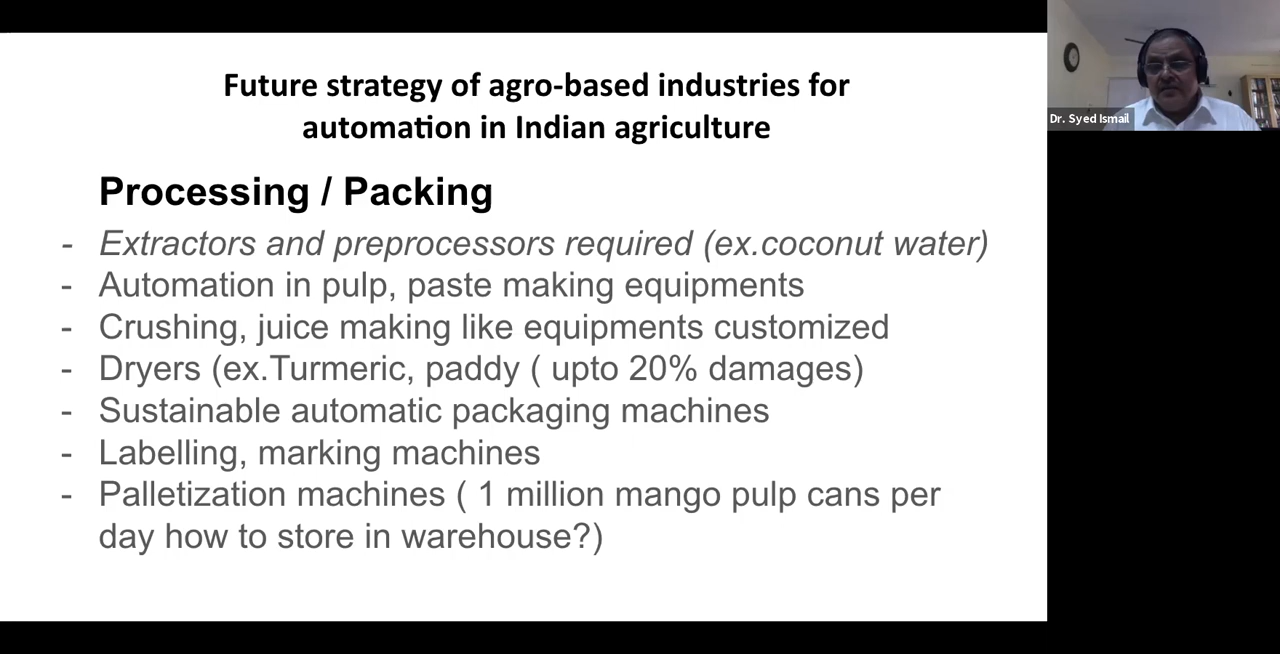 Future strategy of agro-based industries for
automation in Indian agriculture
Processing / Packing
- Extractors and preprocessors required (ex.coconut water)
- Automation in pulp, paste making equipments
- Crushing, juice making like equipments customized
- Dryers (ex.Turmeric, paddy ( upto 20% damages)
- Sustainable automatic packaging machines
- Labelling, marking machines
- Palletization machines ( 1 million mango pulp cans per
day how to store in warehouse?)
Dr. Syed Ismail